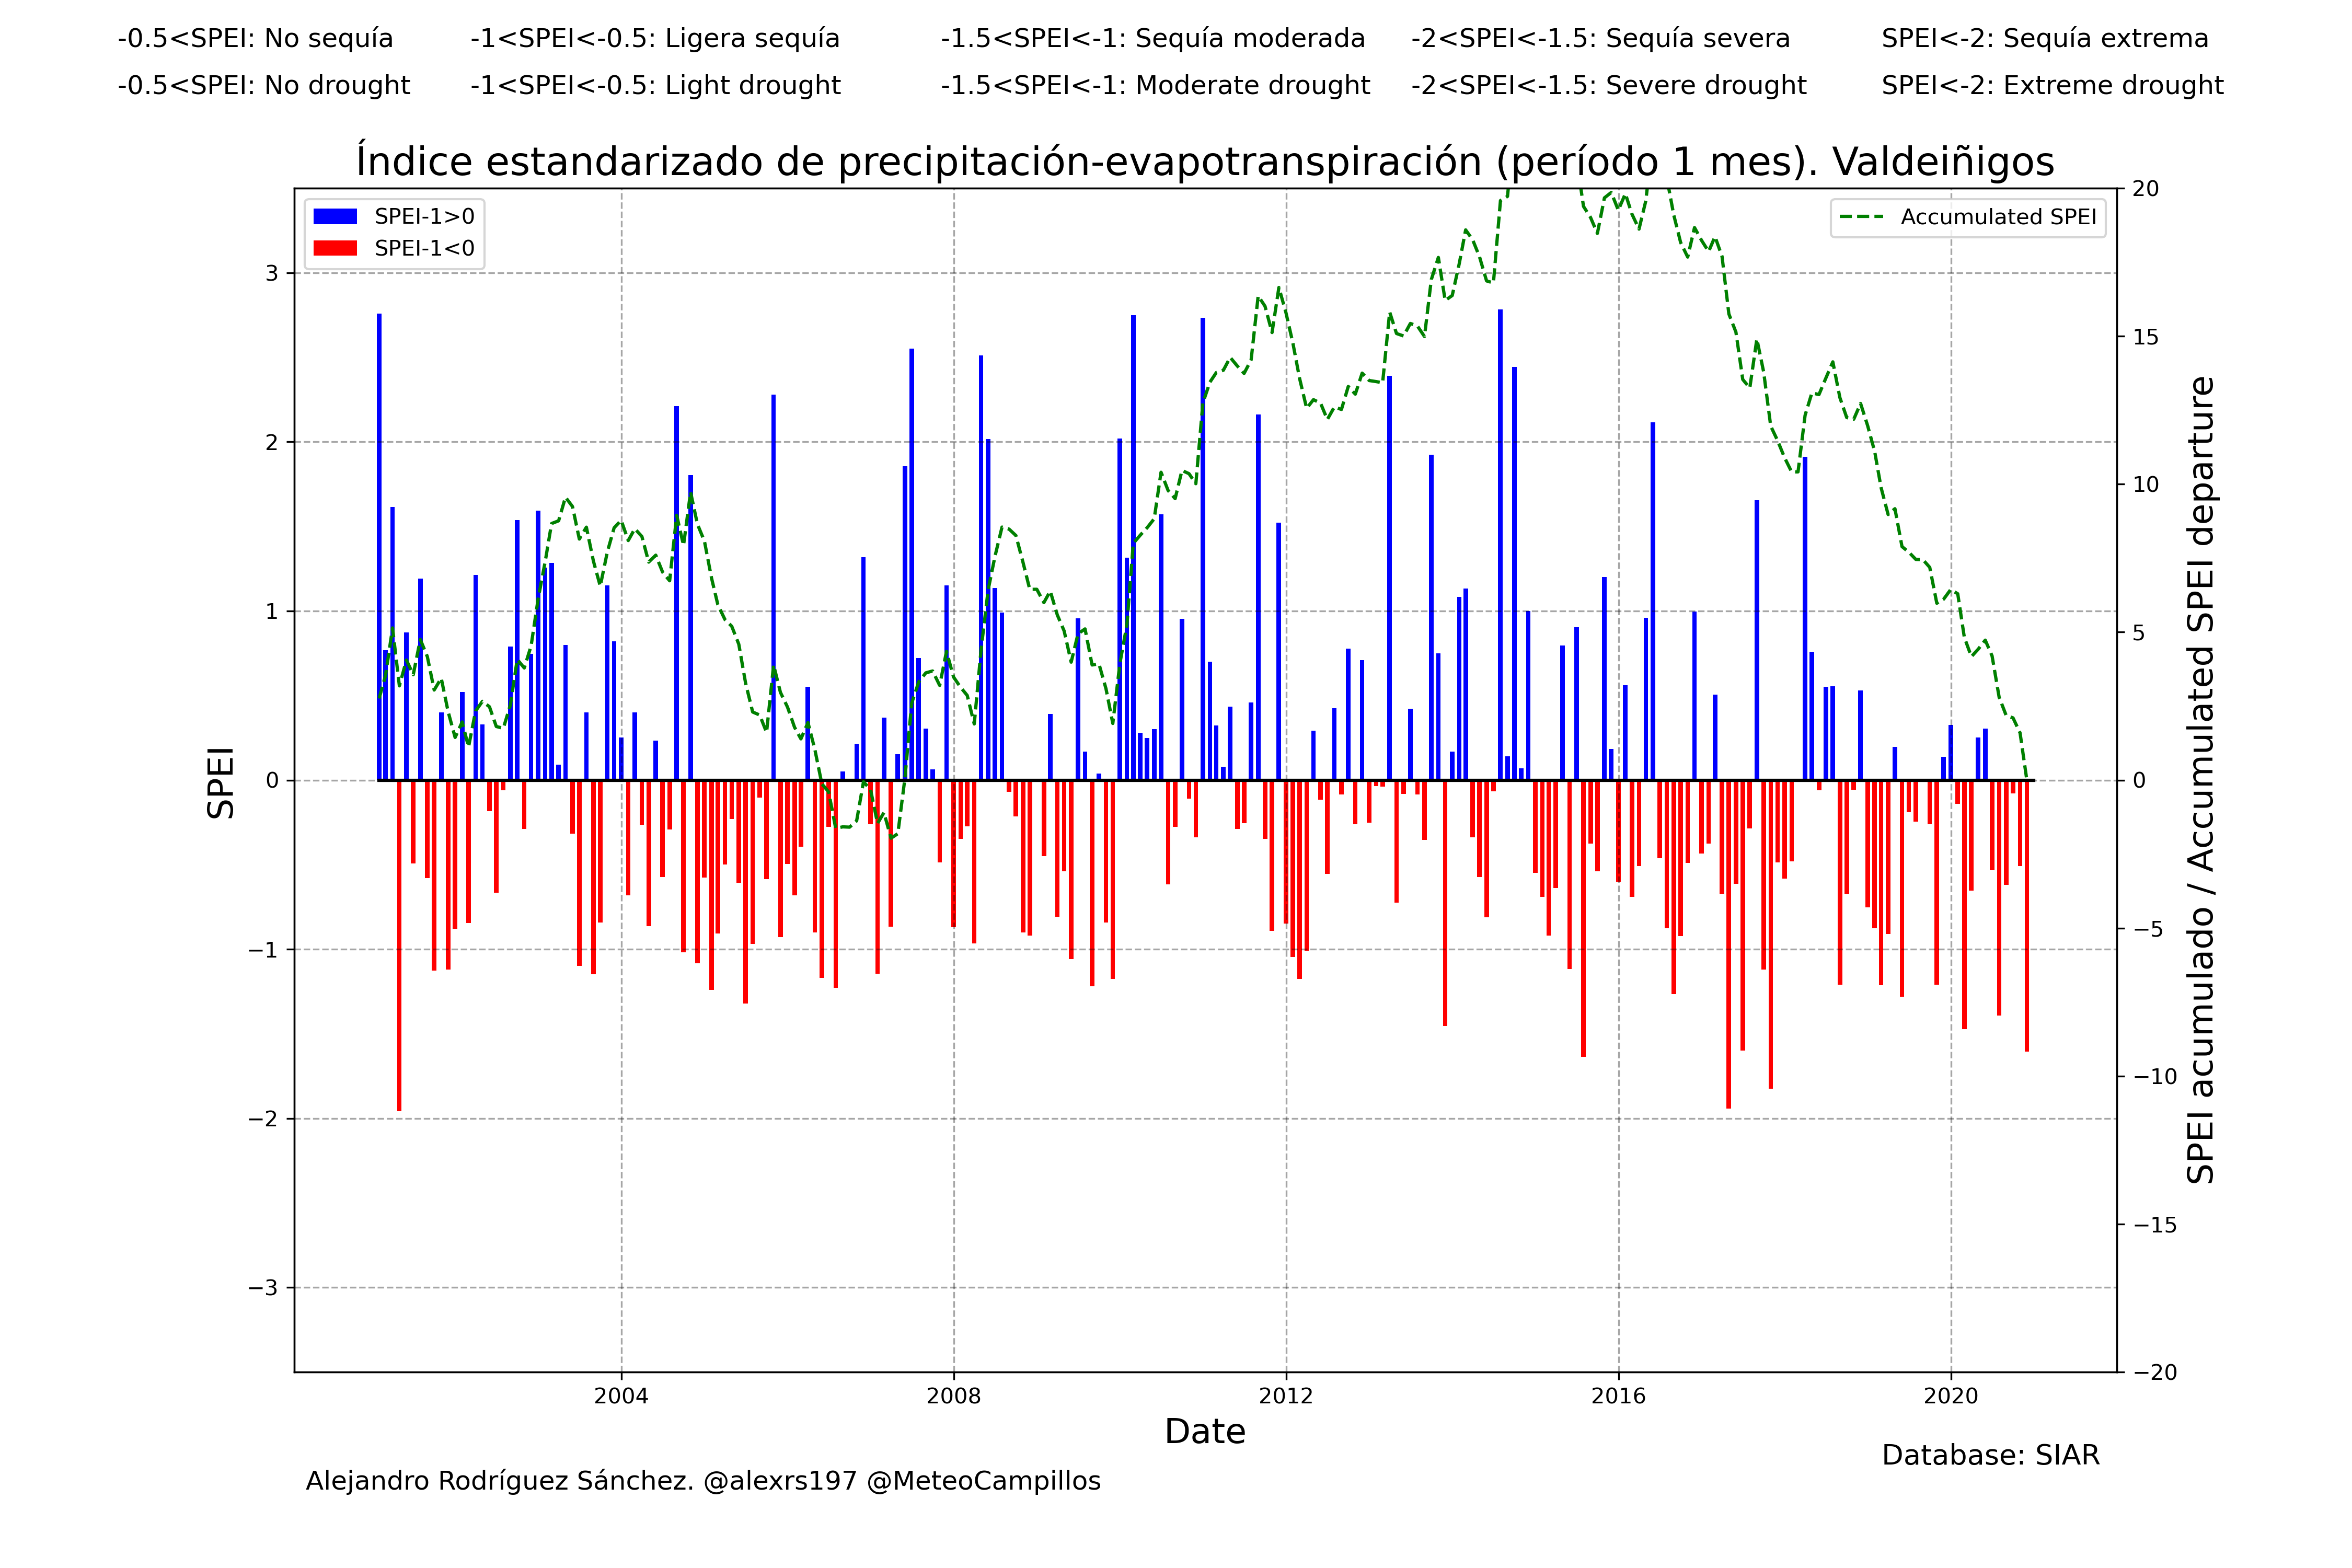 -0.5<SPEI: No sequía -1<SPEI<-0.5: Ligera sequía -1.5<SPEI<-1: Sequía moderada -2<SPEI<-1.5: Sequía severa SPEI<-2: Sequía extrema
-0.5<SPEI: No drought -1<SPEI<-0.5: Light drought -1.5<SPEI<-1: Moderate drought -2<SPEI<-1.5: Severe drought SPEI<-2: Extreme drought
Índice estandarizado de precipitación-evapotranspiración (período 1 mes). Valdeiñigos
SPEI-1>0
SPEI-1<0
Accumulated SPEI
SPEI
3
2
1
0
−1
−2
−3
20
15
10
5
0
−5
−10
−15
−20
SPEI acumulado / Accumulated SPEI departure
2004 2008 2012 2016 2020
Date
Database: SIAR
Alejandro Rodríguez Sánchez. @alexrs197 @MeteoCampillos